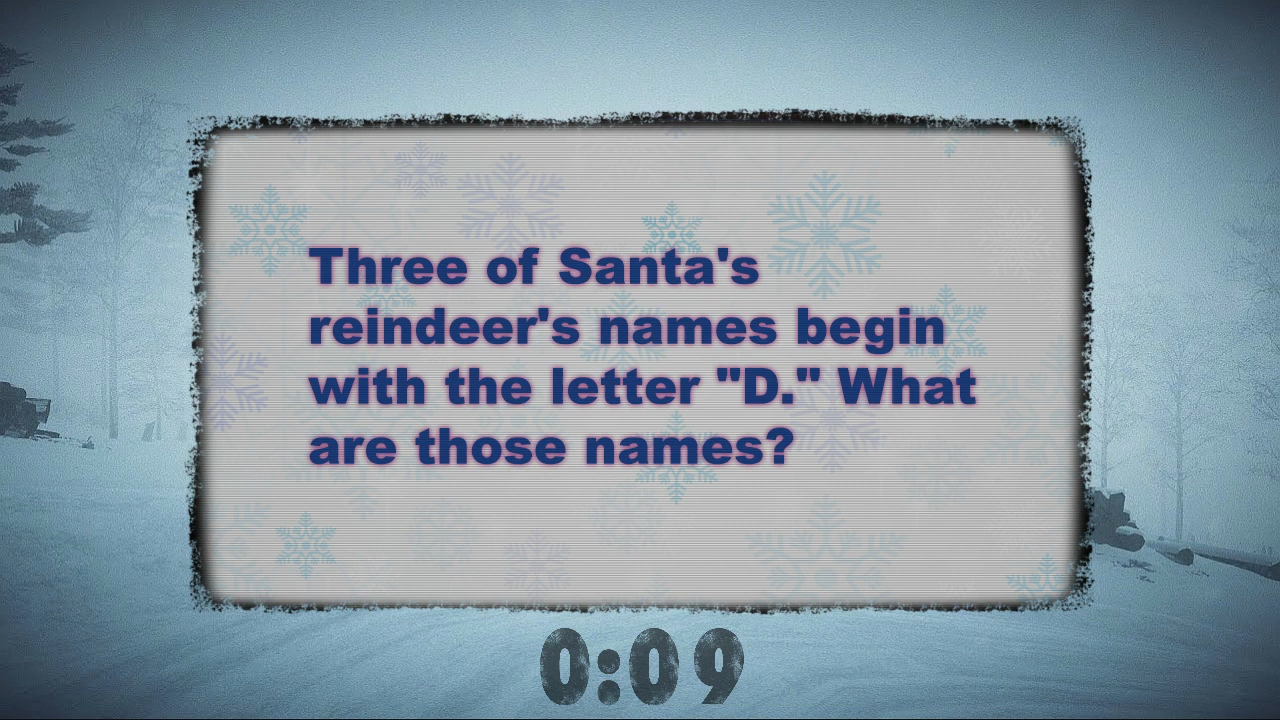 Three of Santa's
reindeer's names begin
with the letter "D." What
are those names?
0:09